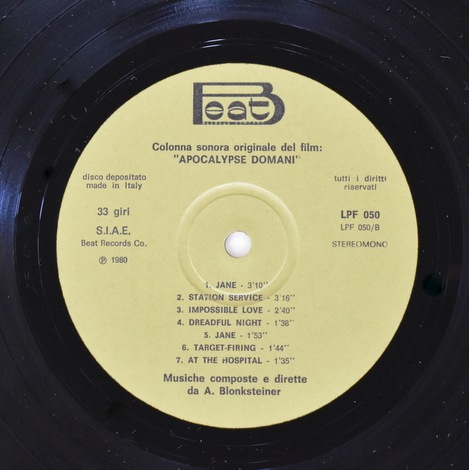 Beat
Colonna sonora originale del film:
"APOCALYPSE DOMANI"
disco depositato
made in Italy
tutti i diritti
riservati
33 giri
LPF 050
S.I.A.E.
LPF 050/B
Beat Records Co.
STEREOMONO
℗ 1980
1. JANE - 3'10"
2. STATION SERVICE - 3'16"
3. IMPOSSIBLE LOVE - 2'40"
4. DREADFUL NIGHT - 1'38"
5. JANE - 1'53"
6. TARGET-FIRING - 1'44"
7. AT THE HOSPITAL - 1'35"
Musiche composte e dirette
da A. Blonksteiner